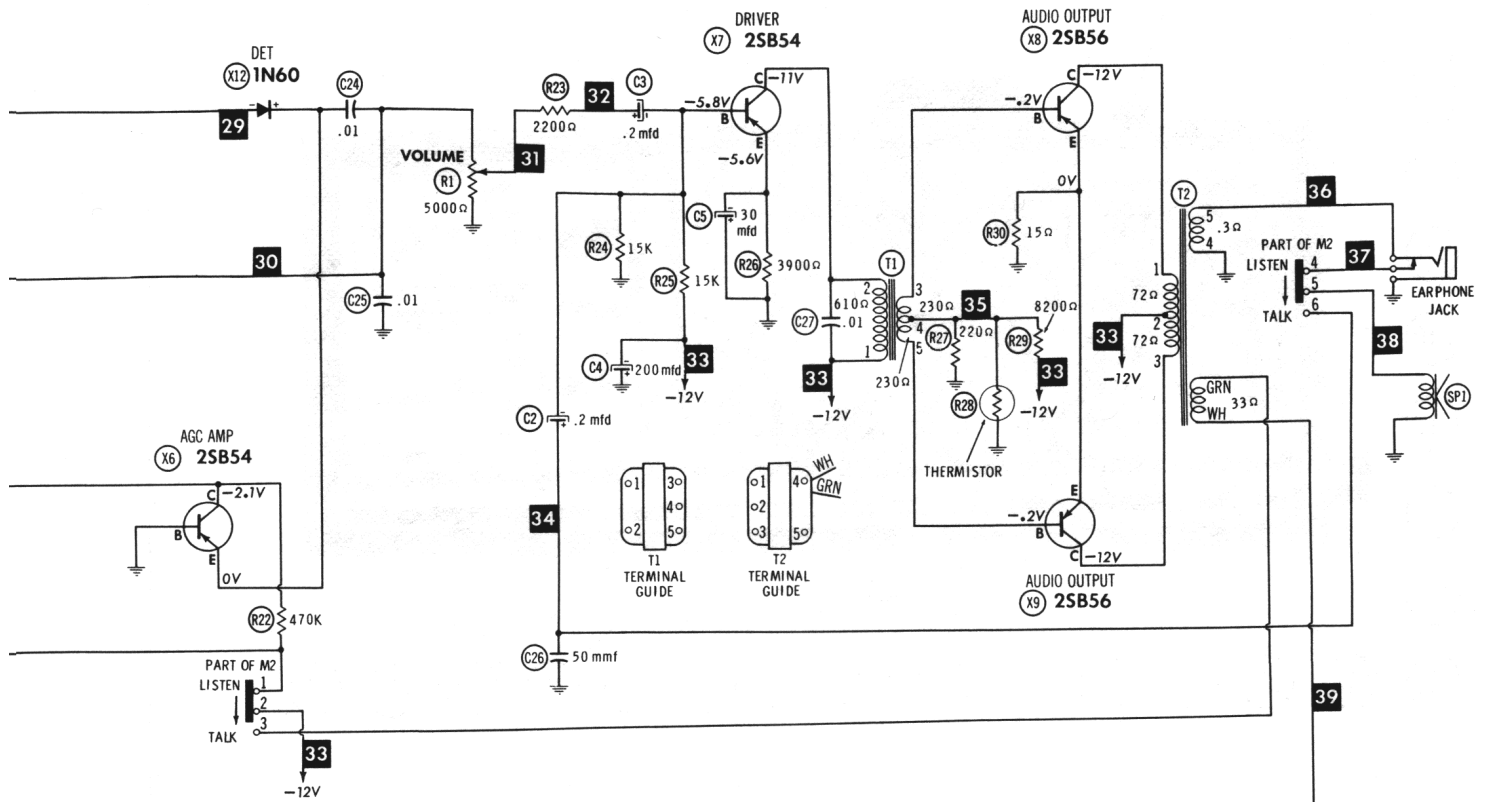 DET
X12 1N60
29
C24
.01
30
C25
.01
VOLUME
R1
5000Ω
31
R23
2200Ω
32
C3
.2 mfd
DRIVER
X7 2SB54
C -11V
-5.8V
B
E
-5.6V
R24
15K
R25
15K
C5
30
mfd
R26
3900Ω
C4
200 mfd
33
-12V
C2
.2 mfd
34
C27
.01
33
-12V
T1
2
610Ω
1
3
230Ω
4
5
230Ω
35
220Ω
R27
R28
THERMISTOR
8200Ω
R29
33
-12V
AUDIO OUTPUT
X8 2SB56
C -12V
-.2V
B
E
0V
R30
15Ω
E
-.2V
B
C -12V
AUDIO OUTPUT
X9 2SB56
T2
1
72Ω
2
72Ω
3
33
-12V
5
.3Ω
4
GRN
WH
33Ω
36
PART OF M2
LISTEN
4
5
6
TALK
37
EARPHONE
JACK
38
SP1
39
AGC AMP
X6 2SB54
C -2.1V
B
E
0V
R22
470K
PART OF M2
LISTEN
1
2
3
TALK
33
-12V
C26
50 mmf
1 3
4
2 5
T1
TERMINAL
GUIDE
WH
GRN
1 4
2
3 5
T2
TERMINAL
GUIDE